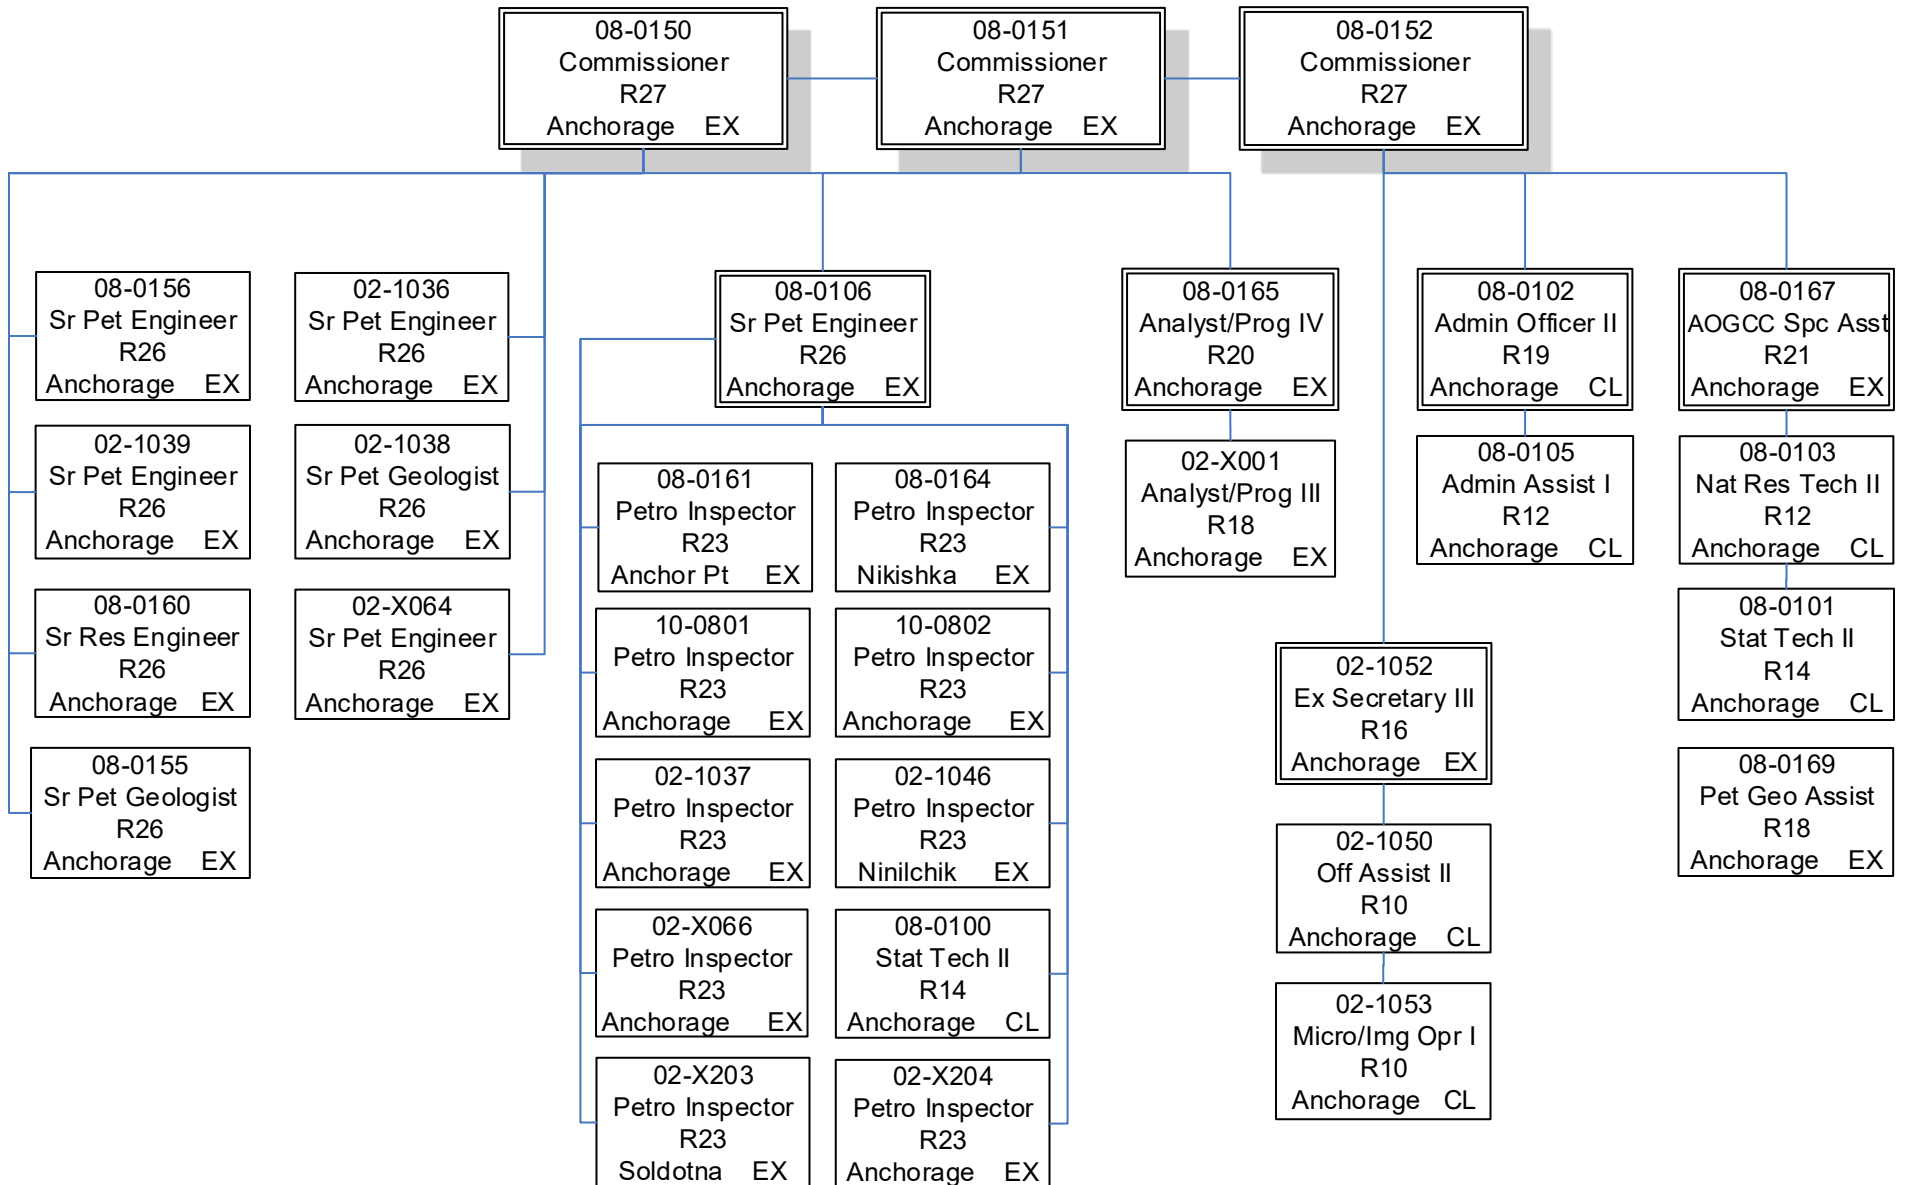 08-0150
Commissioner
R27
Anchorage EX
08-0151
Commissioner
R27
Anchorage EX
08-0152
Commissioner
R27
Anchorage EX
08-0156
Sr Pet Engineer
R26
Anchorage EX
02-1039
Sr Pet Engineer
R26
Anchorage EX
08-0160
Sr Res Engineer
R26
Anchorage EX
08-0155
Sr Pet Geologist
R26
Anchorage EX
02-1036
Sr Pet Engineer
R26
Anchorage EX
02-1038
Sr Pet Geologist
R26
Anchorage EX
02-X064
Sr Pet Engineer
R26
Anchorage EX
08-0106
Sr Pet Engineer
R26
Anchorage EX
08-0161
Petro Inspector
R23
Anchor Pt EX
08-0164
Petro Inspector
R23
Nikishka EX
10-0801
Petro Inspector
R23
Anchorage EX
10-0802
Petro Inspector
R23
Anchorage EX
02-1037
Petro Inspector
R23
Anchorage EX
02-1046
Petro Inspector
R23
Ninilchik EX
02-X066
Petro Inspector
R23
Anchorage EX
08-0100
Stat Tech II
R14
Anchorage CL
02-X203
Petro Inspector
R23
Soldotna EX
02-X204
Petro Inspector
R23
Anchorage EX
08-0165
Analyst/Prog IV
R20
Anchorage EX
02-X001
Analyst/Prog III
R18
Anchorage EX
02-1052
Ex Secretary III
R16
Anchorage EX
02-1050
Off Assist II
R10
Anchorage CL
02-1053
Micro/Img Opr I
R10
Anchorage CL
08-0102
Admin Officer II
R19
Anchorage CL
08-0105
Admin Assist I
R12
Anchorage CL
08-0167
AOGCC Spc Asst
R21
Anchorage EX
08-0103
Nat Res Tech II
R12
Anchorage CL
08-0101
Stat Tech II
R14
Anchorage CL
08-0169
Pet Geo Assist
R18
Anchorage EX